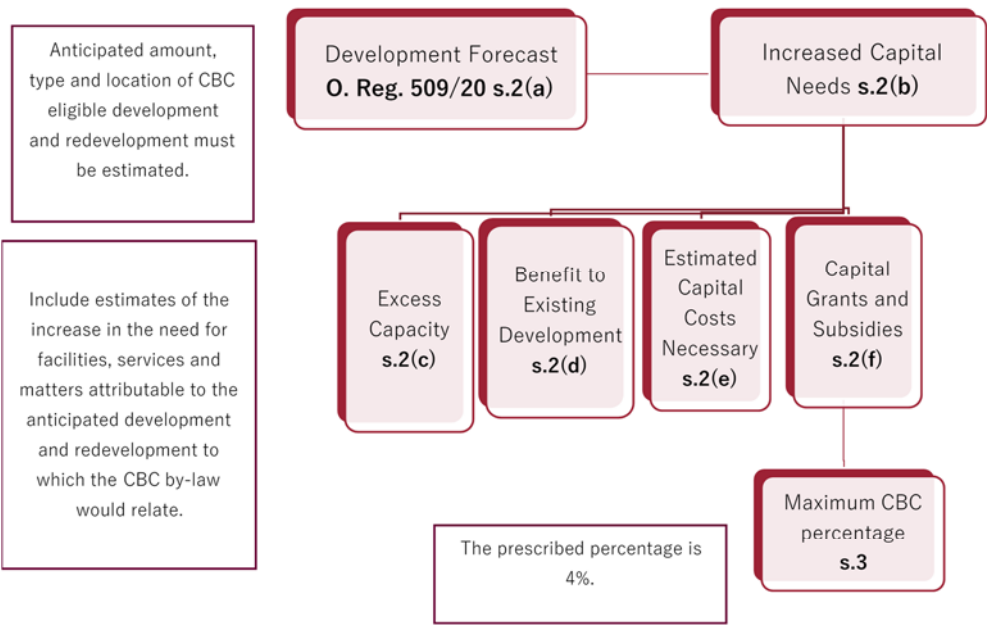 Anticipated amount,
type and location of CBC
eligible development
and redevelopment must
be estimated.
Development Forecast
O. Reg. 509/20 s.2(a)
Increased Capital
Needs s.2(b)
Include estimates of the
increase in the need for
facilities, services and
matters attributable to the
anticipated development
and redevelopment to
which the CBC by-law
would relate.
Excess
Capacity
s.2(c)
Benefit to
Existing
Development
s.2(d)
Estimated
Capital
Costs
Necessary
s.2(e)
Capital
Grants and
Subsidies
s.2(f)
Maximum CBC
percentage
s.3
The prescribed percentage is
4%.